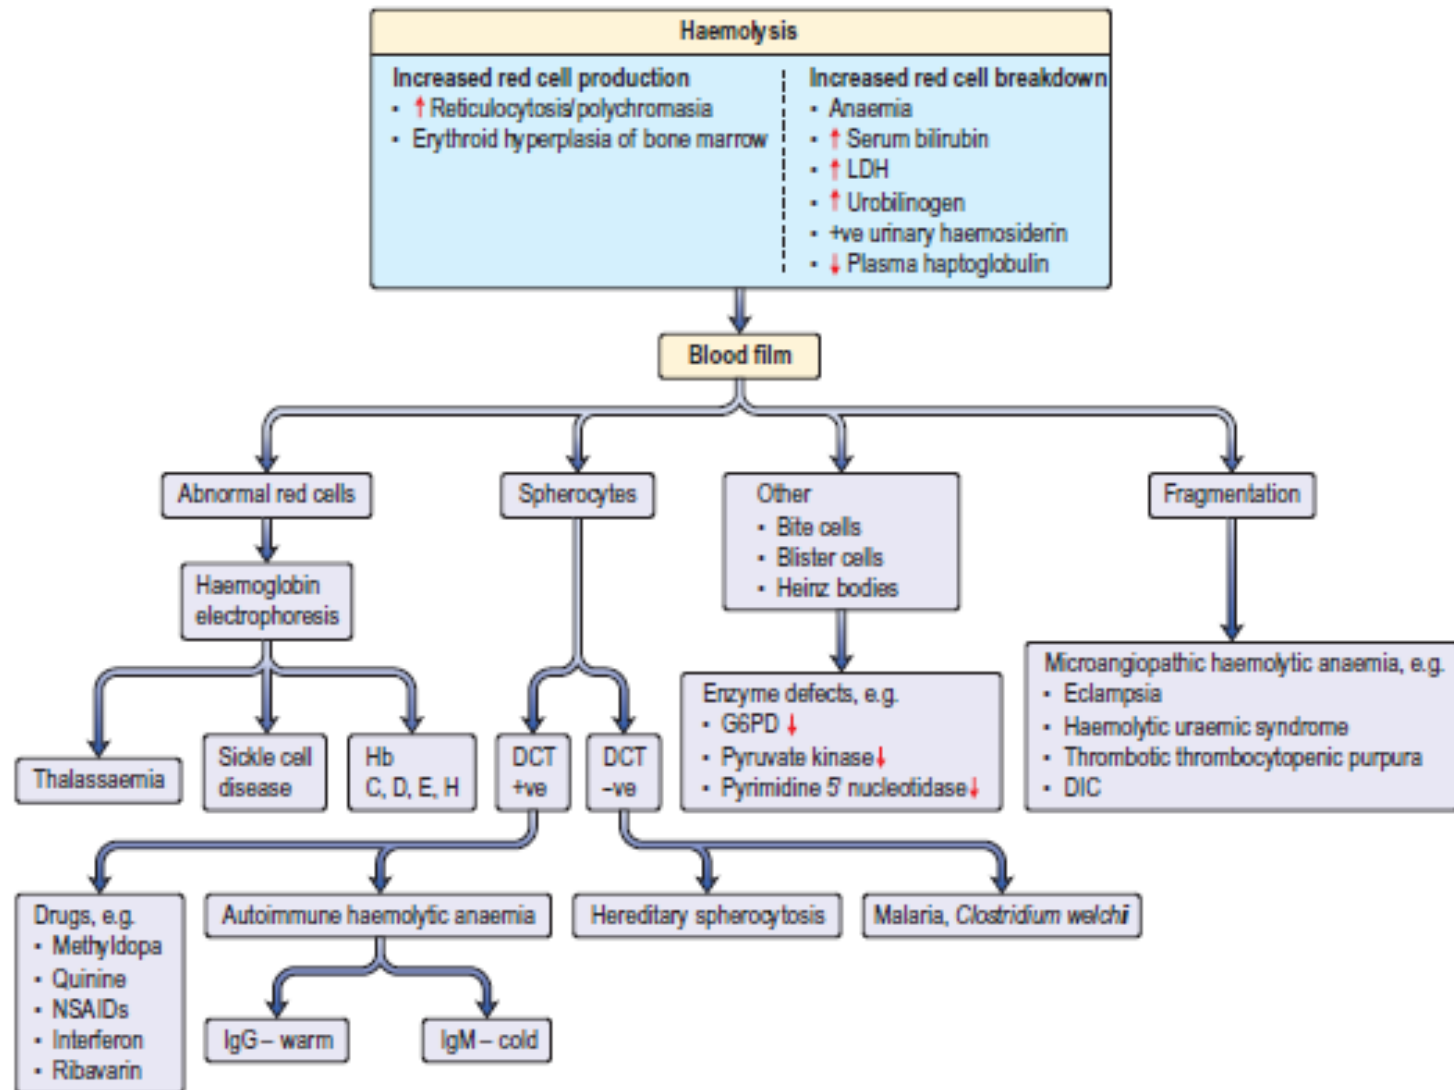 Haemolysis
Increased red cell production
• ↑ Reticulocytosis/polychromasia
• Erythroid hyperplasia of bone marrow
Increased red cell breakdown
• Anaemia
• ↑ Serum bilirubin
• ↑ LDH
• ↑ Urobilinogen
• +ve urinary haemosiderin
• ↓ Plasma haptoglobulin
Blood film
Abnormal red cells
Spherocytes
Other
• Bite cells
• Blister cells
• Heinz bodies
Fragmentation
Haemoglobin
electrophoresis
Thalassaemia
Sickle cell
disease
Hb
C, D, E, H
DCT
+ve
DCT
–ve
Enzyme defects, e.g.
• G6PD ↓
• Pyruvate kinase↓
• Pyrimidine 5' nucleotidase↓
Microangiopathic haemolytic anaemia, e.g.
• Eclampsia
• Haemolytic uraemic syndrome
• Thrombotic thrombocytopenic purpura
• DIC
Drugs, e.g.
• Methyldopa
• Quinine
• NSAIDs
• Interferon
• Ribavarin
Autoimmune haemolytic anaemia
Hereditary spherocytosis
Malaria, Clostridium welchii
IgG – warm
IgM – cold